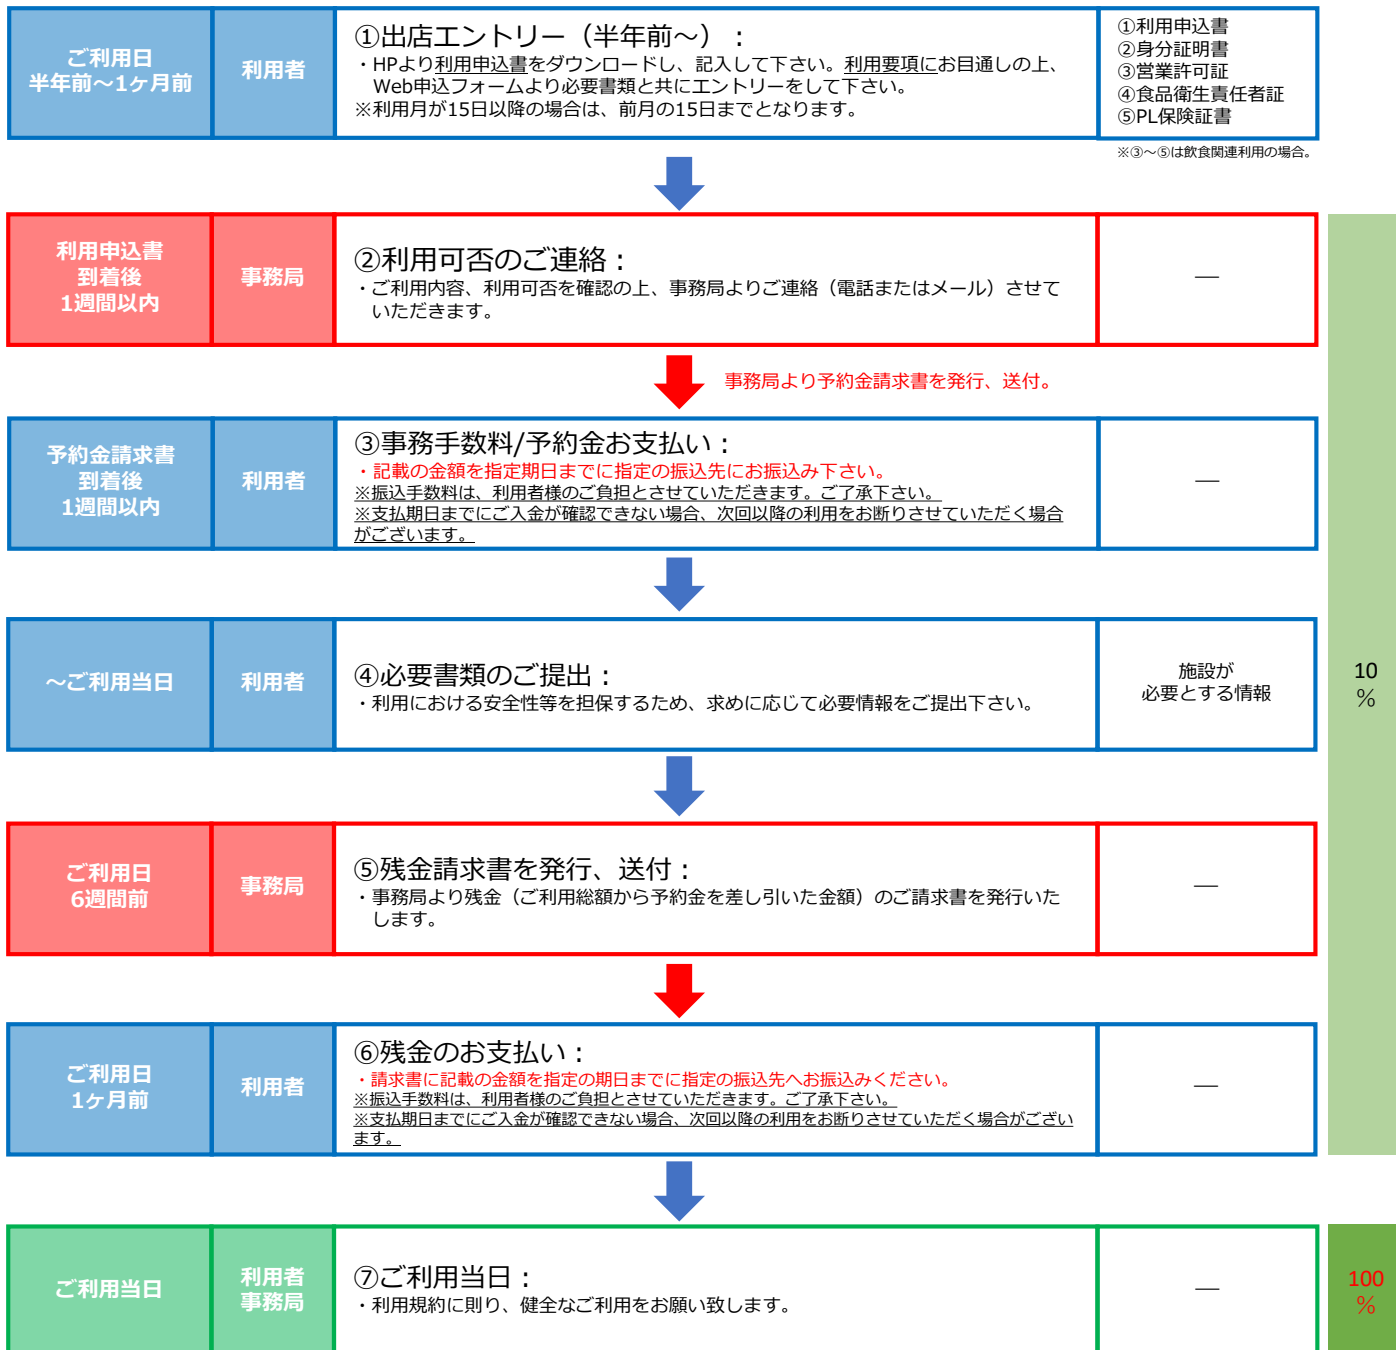 ご利用日
半年前～1ヶ月前
利用者
①出店エントリー（半年前～）：
・HPより利用申込書をダウンロードし、記入して下さい。利用要項にお目通しの上、
Web申込フォームより必要書類と共にエントリーをして下さい。
※利用月が15日以降の場合は、前月の15日までとなります。
①利用申込書
②身分証明書
③営業許可証
④食品衛生責任者証
⑤PL保険証書
※③～⑤は飲食関連利用の場合。
利用申込書
到着後
1週間以内
事務局
②利用可否のご連絡：
・ご利用内容、利用可否を確認の上、事務局よりご連絡（電話またはメール）させて
いただきます。
―
事務局より予約金請求書を発行、送付。
予約金請求書
到着後
1週間以内
利用者
③事務手数料/予約金お支払い：
・記載の金額を指定期日までに指定の振込先にお振込み下さい。
※振込手数料は、利用者様のご負担とさせていただきます。ご了承下さい。
※支払期日までにご入金が確認できない場合、次回以降の利用をお断りさせていただく場合
がございます。
―
～ご利用当日
利用者
④必要書類のご提出：
・利用における安全性等を担保するため、求めに応じて必要情報をご提出下さい。
施設が
必要とする情報
10
％
ご利用日
6週間前
事務局
⑤残金請求書を発行、送付：
・事務局より残金（ご利用総額から予約金を差し引いた金額）のご請求書を発行いた
します。
―
ご利用日
1ヶ月前
利用者
⑥残金のお支払い：
・請求書に記載の金額を指定の期日までに指定の振込先へお振込みください。
※振込手数料は、利用者様のご負担とさせていただきます。ご了承下さい。
※支払期日までにご入金が確認できない場合、次回以降の利用をお断りさせていただく場合がござい
ます。
―
ご利用当日
利用者
事務局
⑦ご利用当日：
・利用規約に則り、健全なご利用をお願い致します。
―
100
％